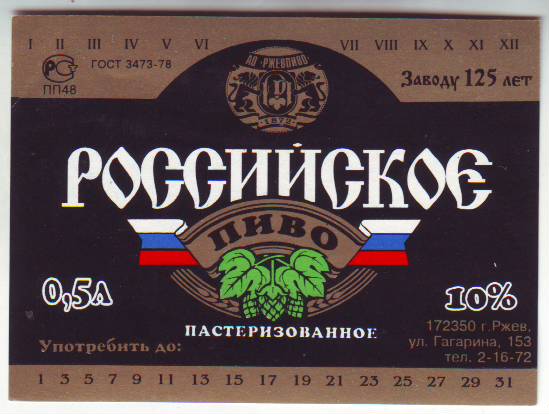 I II III IV V VI VII VIII IX X XI XII
АО "РЖЕВПИВО
1872
ГОСТ 3473-78
ПП48
Заводу 125 лет
РОССИЙСКОЕ
ПИВО
0,5л
10%
ПАСТЕРИЗОВАННОЕ
172350 г.Ржев,
ул. Гагарина, 153
тел. 2-16-72
Употребить до:
1 3 5 7 9 11 13 15 17 19 21 23 25 27 29 31